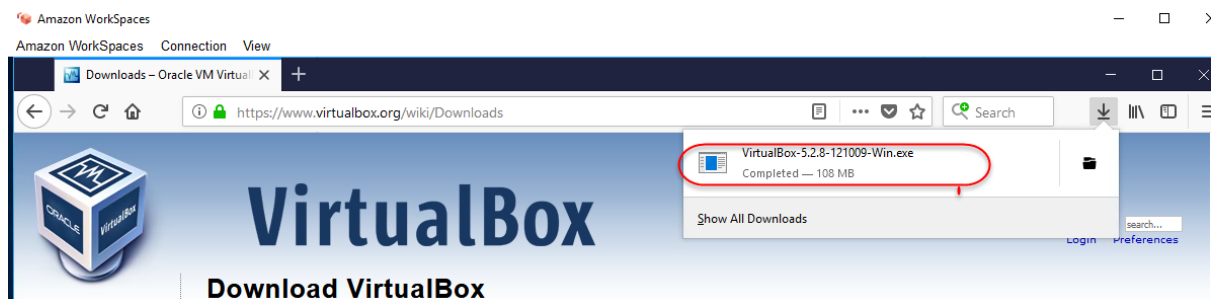 Amazon WorkSpaces
Amazon WorkSpaces Connection View
Downloads – Oracle VM Virtual
https://www.virtualbox.org/wiki/Downloads
Search
VirtualBox-5.2.8-121009-Win.exe
Completed — 108 MB
Show All Downloads
ORACLE
VirtualBox
VirtualBox
search...
Login Preferences
Download VirtualBox